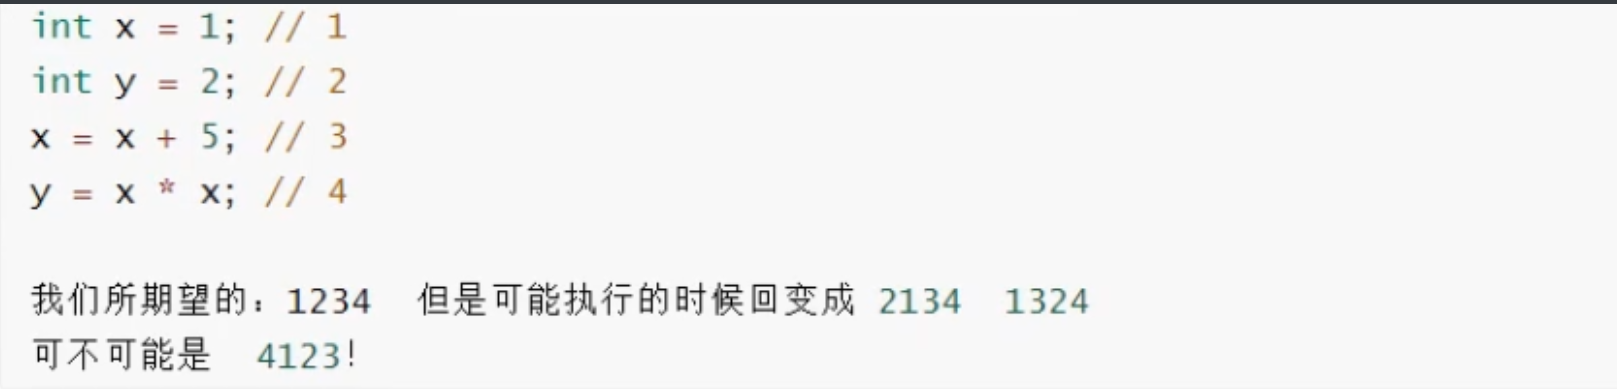 int x = 1; // 1
int y = 2; // 2
x = x + 5; // 3
y = x * x; // 4
我们所期望的：1234 但是可能执行的时候回变成 2134 1324
可不可能是 4123!